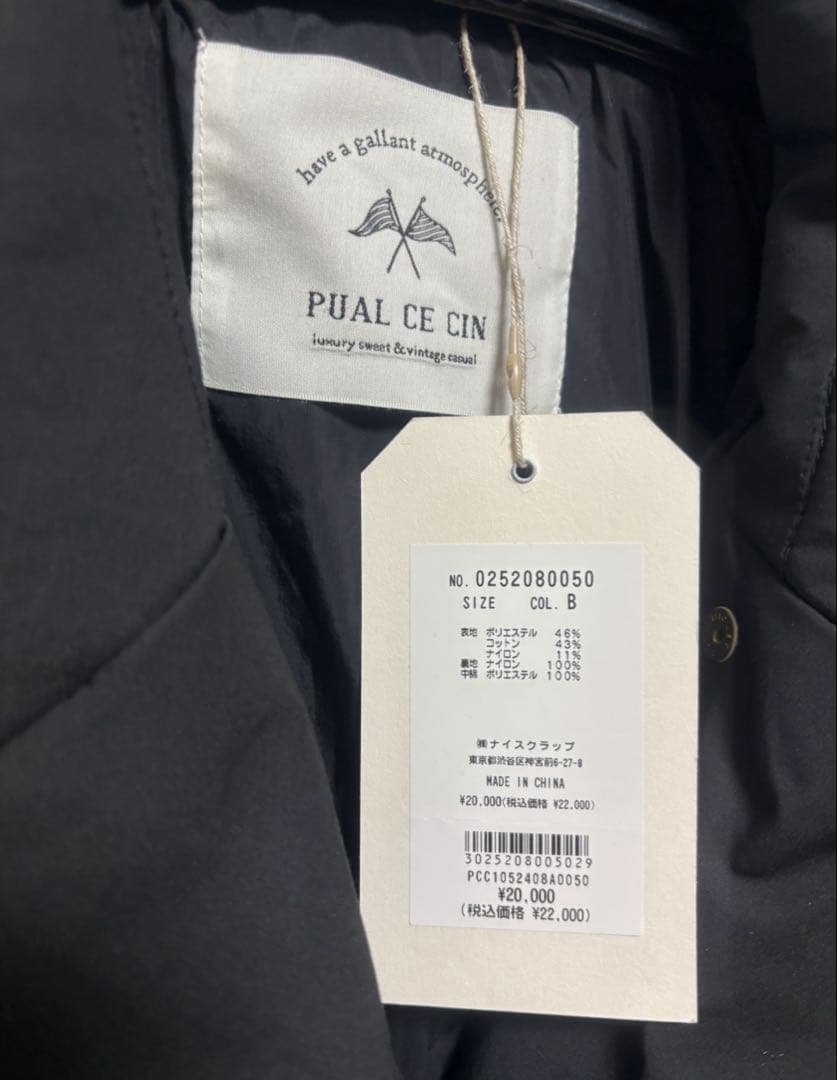 have a gallant atmosphere.
PUAL CE CIN
luxury sweet & vintage casual
NO. 0252080050
SIZE COL. B
表地 ポリエステル 46%
コットン 43%
ナイロン 11%
裏地 ナイロン 100%
中綿 ポリエステル 100%
㈱ナイスクラップ
東京都渋谷区神宮前6-27-8
MADE IN CHINA
¥20,000(税込価格 ¥22,000)
3025208005029
PCC1052408A0050
¥20,000
(税込価格 ¥22,000)